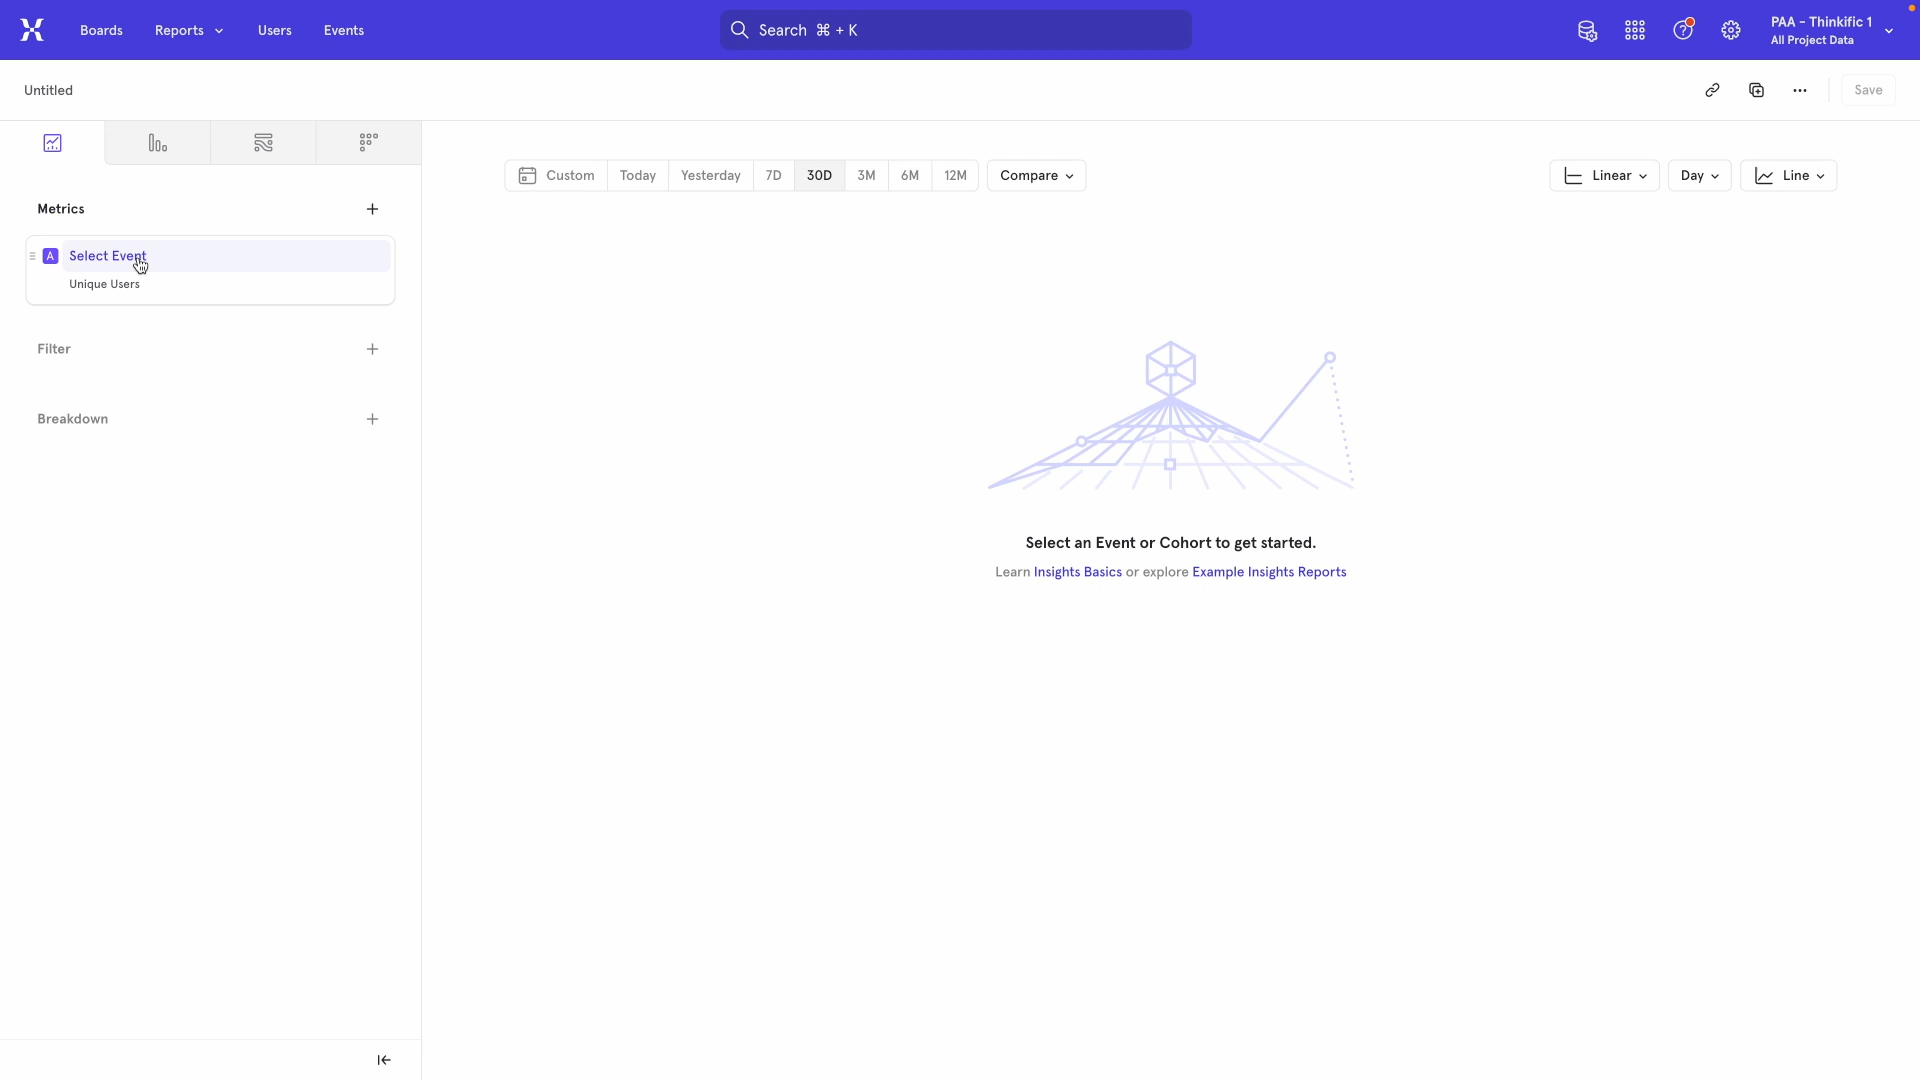 Boards Reports Users Events Search ⌘ + K PAA - Thinkific 1
All Project Data
Untitled Save
Custom Today Yesterday 7D 30D 3M 6M 12M Compare Linear Day Line
Metrics
A Select Event
Unique Users
Filter
Breakdown
Select an Event or Cohort to get started.
Learn Insights Basics or explore Example Insights Reports